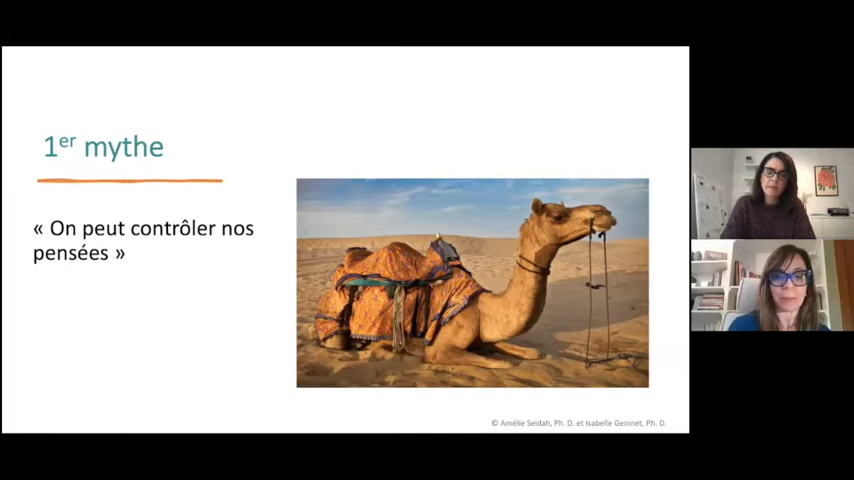 1er mythe
« On peut contrôler nos
pensées »
© Amélie Seidah, Ph. D. et Isabelle Geninet, Ph. D.